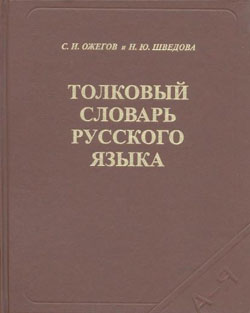 С. И. ОЖЕГОВ и Н. Ю. ШВЕДОВА
ТОЛКОВЫЙ
СЛОВАРЬ
РУССКОГО
ЯЗЫКА
А-Я